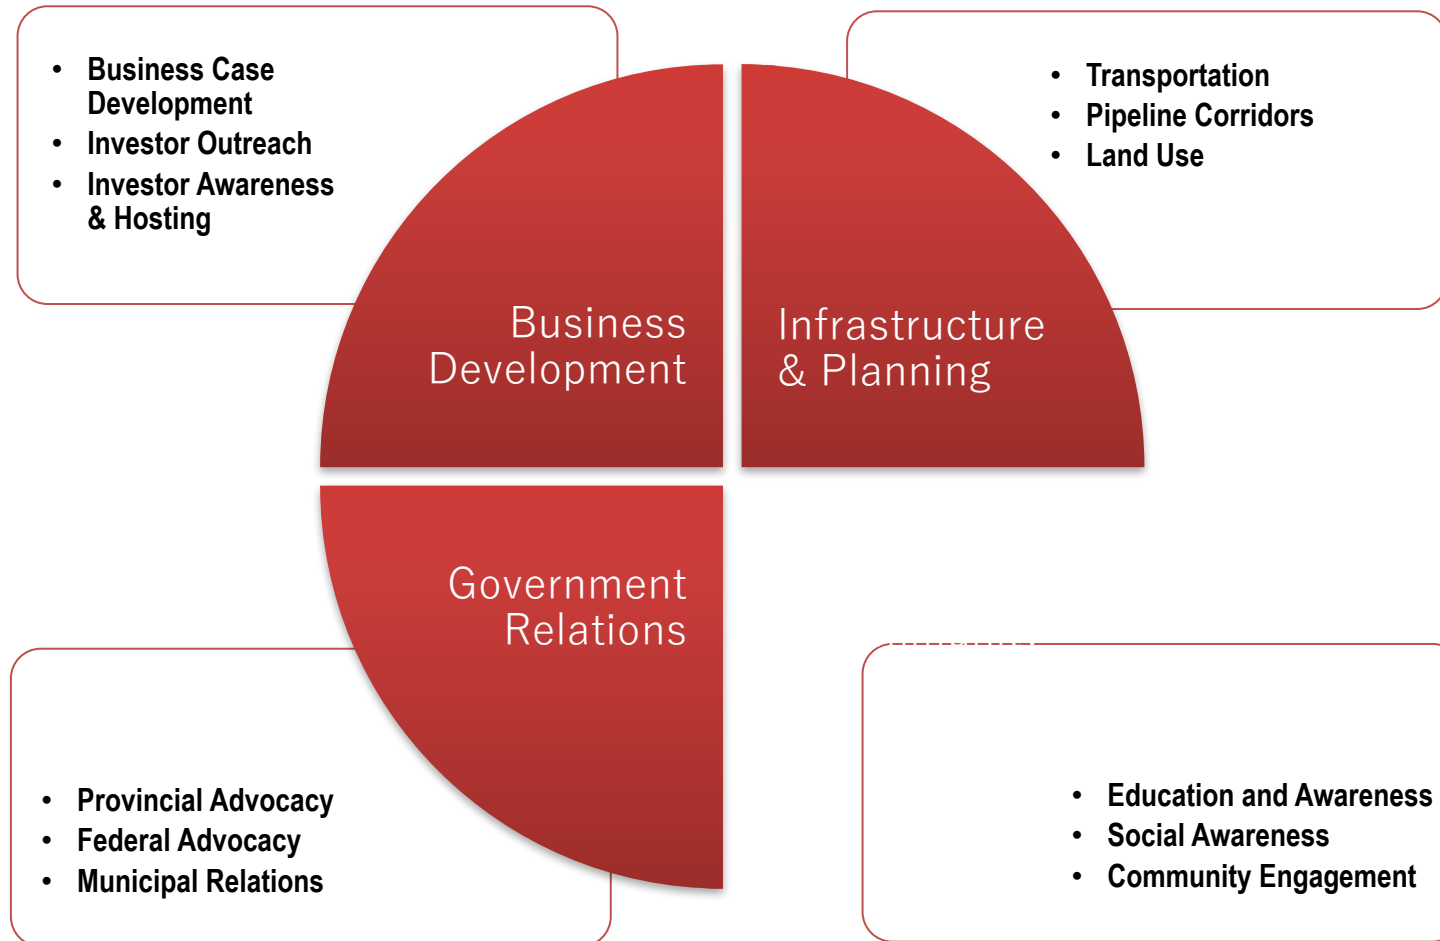 • Business Case
Development
• Investor Outreach
• Investor Awareness
& Hosting
• Transportation
• Pipeline Corridors
• Land Use
Business
Development
Infrastructure
& Planning
Government
Relations
• Provincial Advocacy
• Federal Advocacy
• Municipal Relations
• Education and Awareness
• Social Awareness
• Community Engagement